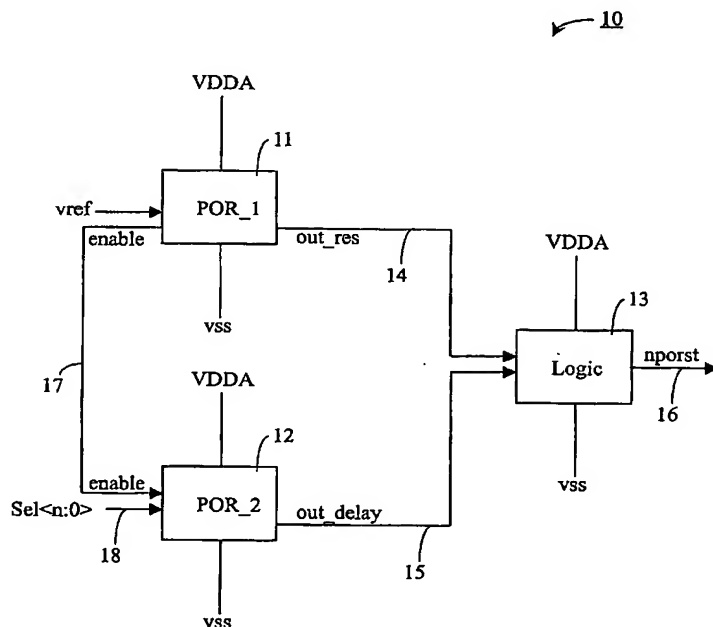 10
VDDA
11
vref
POR_1
enable
out_res
14
vss
VDDA
13
Logic
nporst
16
vss
17
VDDA
12
enable
Sel<n:0>
POR_2
18
out_delay
15
vss